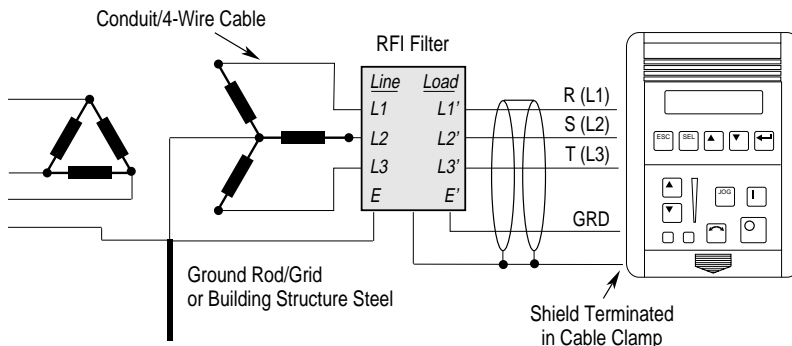 Conduit/4-Wire Cable
RFI Filter
Line Load
L1 L1'
L2 L2'
L3 L3'
E E'
R (L1)
S (L2)
T (L3)
GRD
ESC SEL
JOG
Ground Rod/Grid
or Building Structure Steel
Shield Terminated
in Cable Clamp